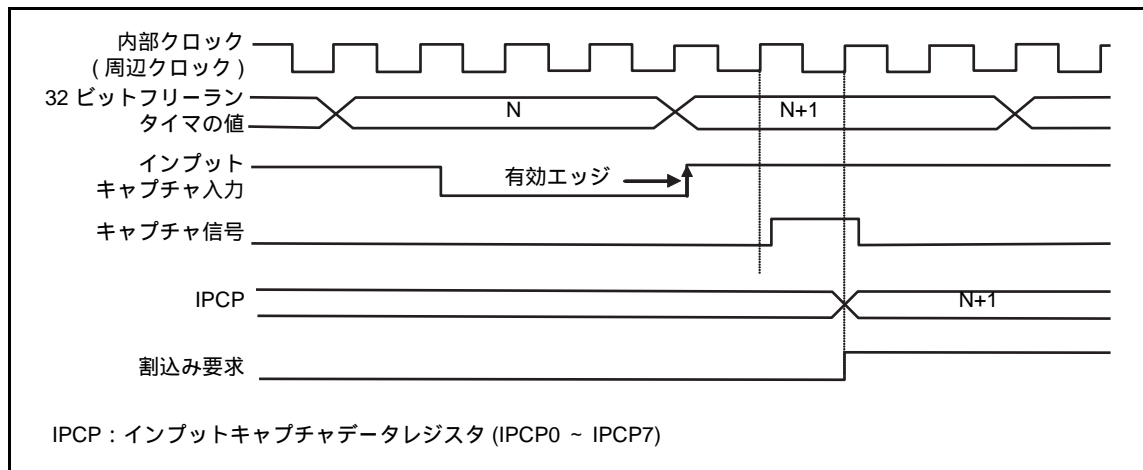 内部クロック
( 周辺クロック )
32 ビットフリーラン
タイマの値
N
N+1
インプット
キャプチャ入力
有効エッジ
キャプチャ信号
IPCP
N+1
割込み要求
IPCP : インプットキャプチャデータレジスタ (IPCP0 ~ IPCP7)